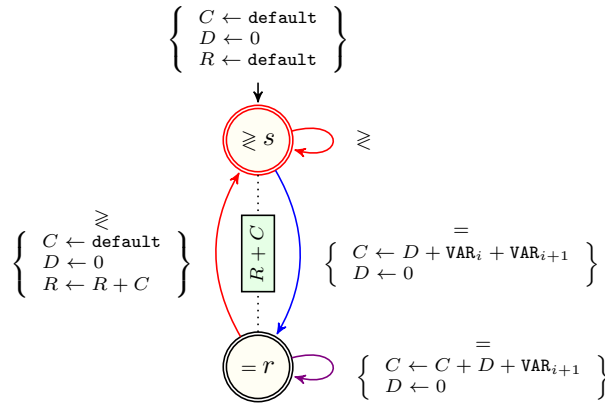 C ← default
D ← 0
R ← default
≷ s
≷
≷
C ← default
D ← 0
R ← R + C
R + C
=
C ← D + VAR_i + VAR_{i+1}
D ← 0
= r
=
C ← C + D + VAR_{i+1}
D ← 0